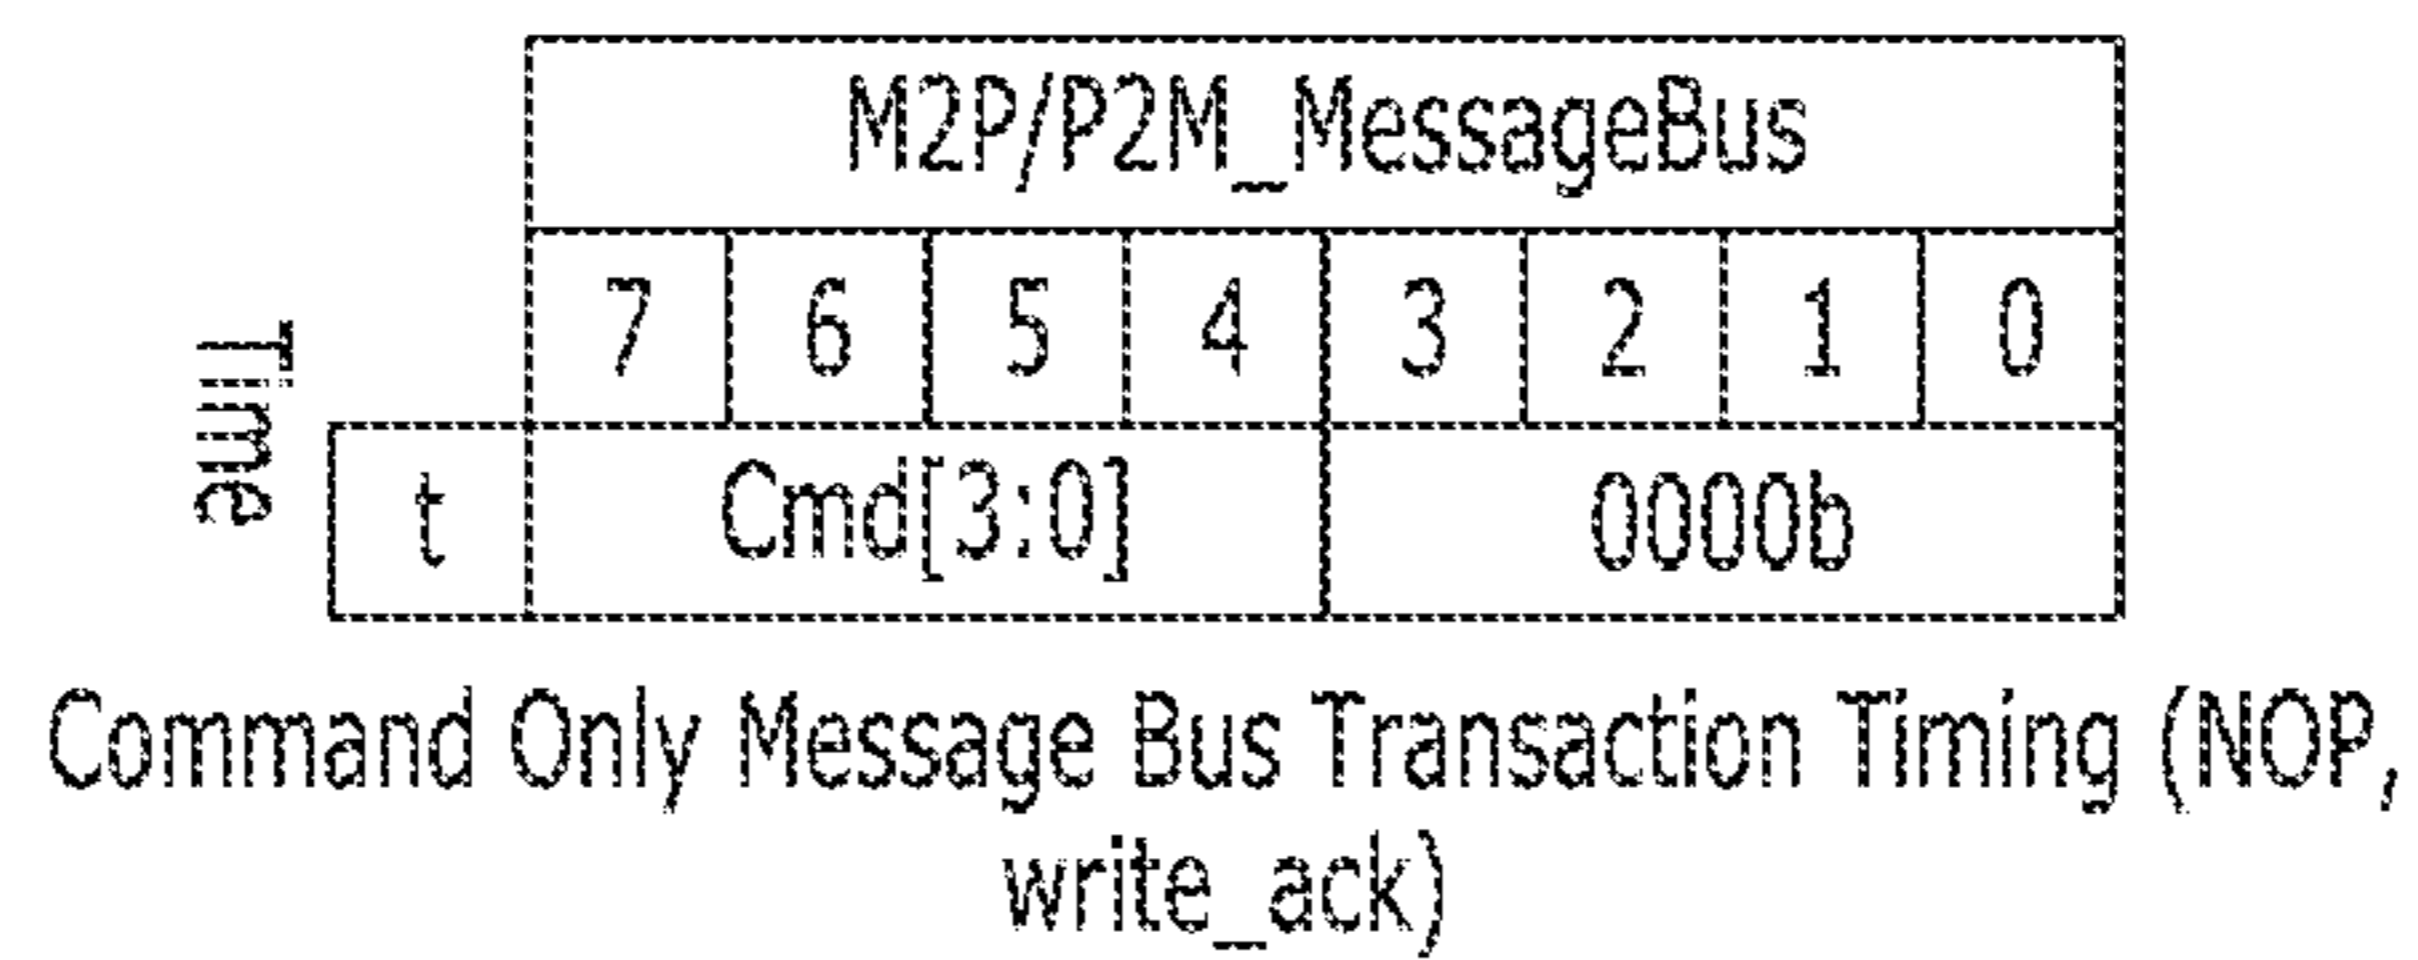 M2P/P2M_MessageBus
7 6 5 4 3 2 1 0
Time
t Cmd[3:0] 0000b
Command Only Message Bus Transaction Timing (NOP,
write_ack)